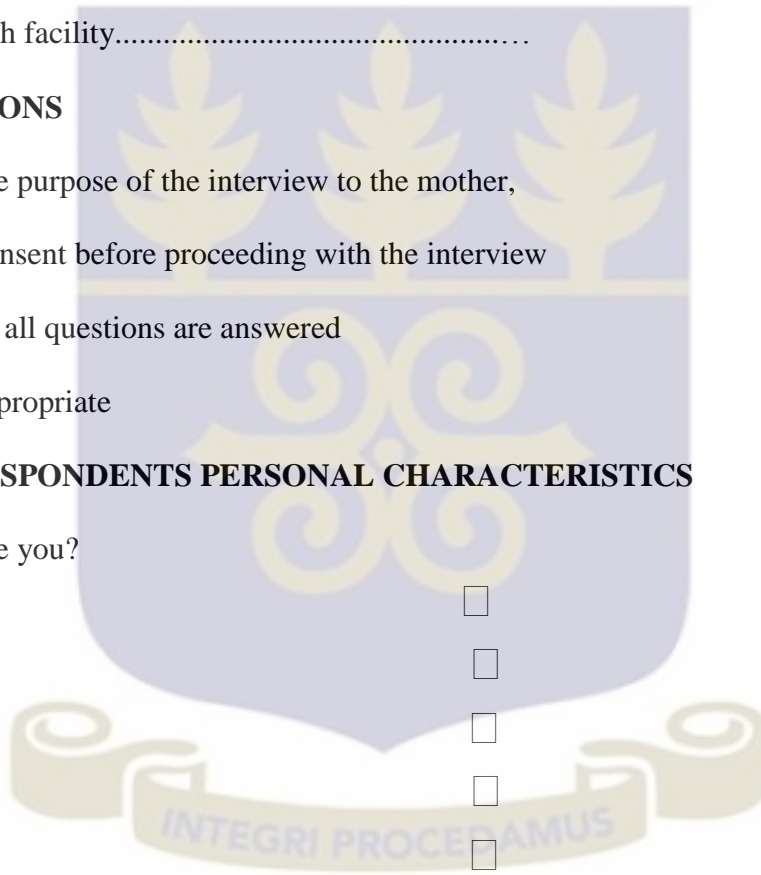 h facility..............................................…
ONS
e purpose of the interview to the mother,
nsent before proceeding with the interview
all questions are answered
propriate
SPONDENTS PERSONAL CHARACTERISTICS
e you?
INTEGRI PROCEDAMUS